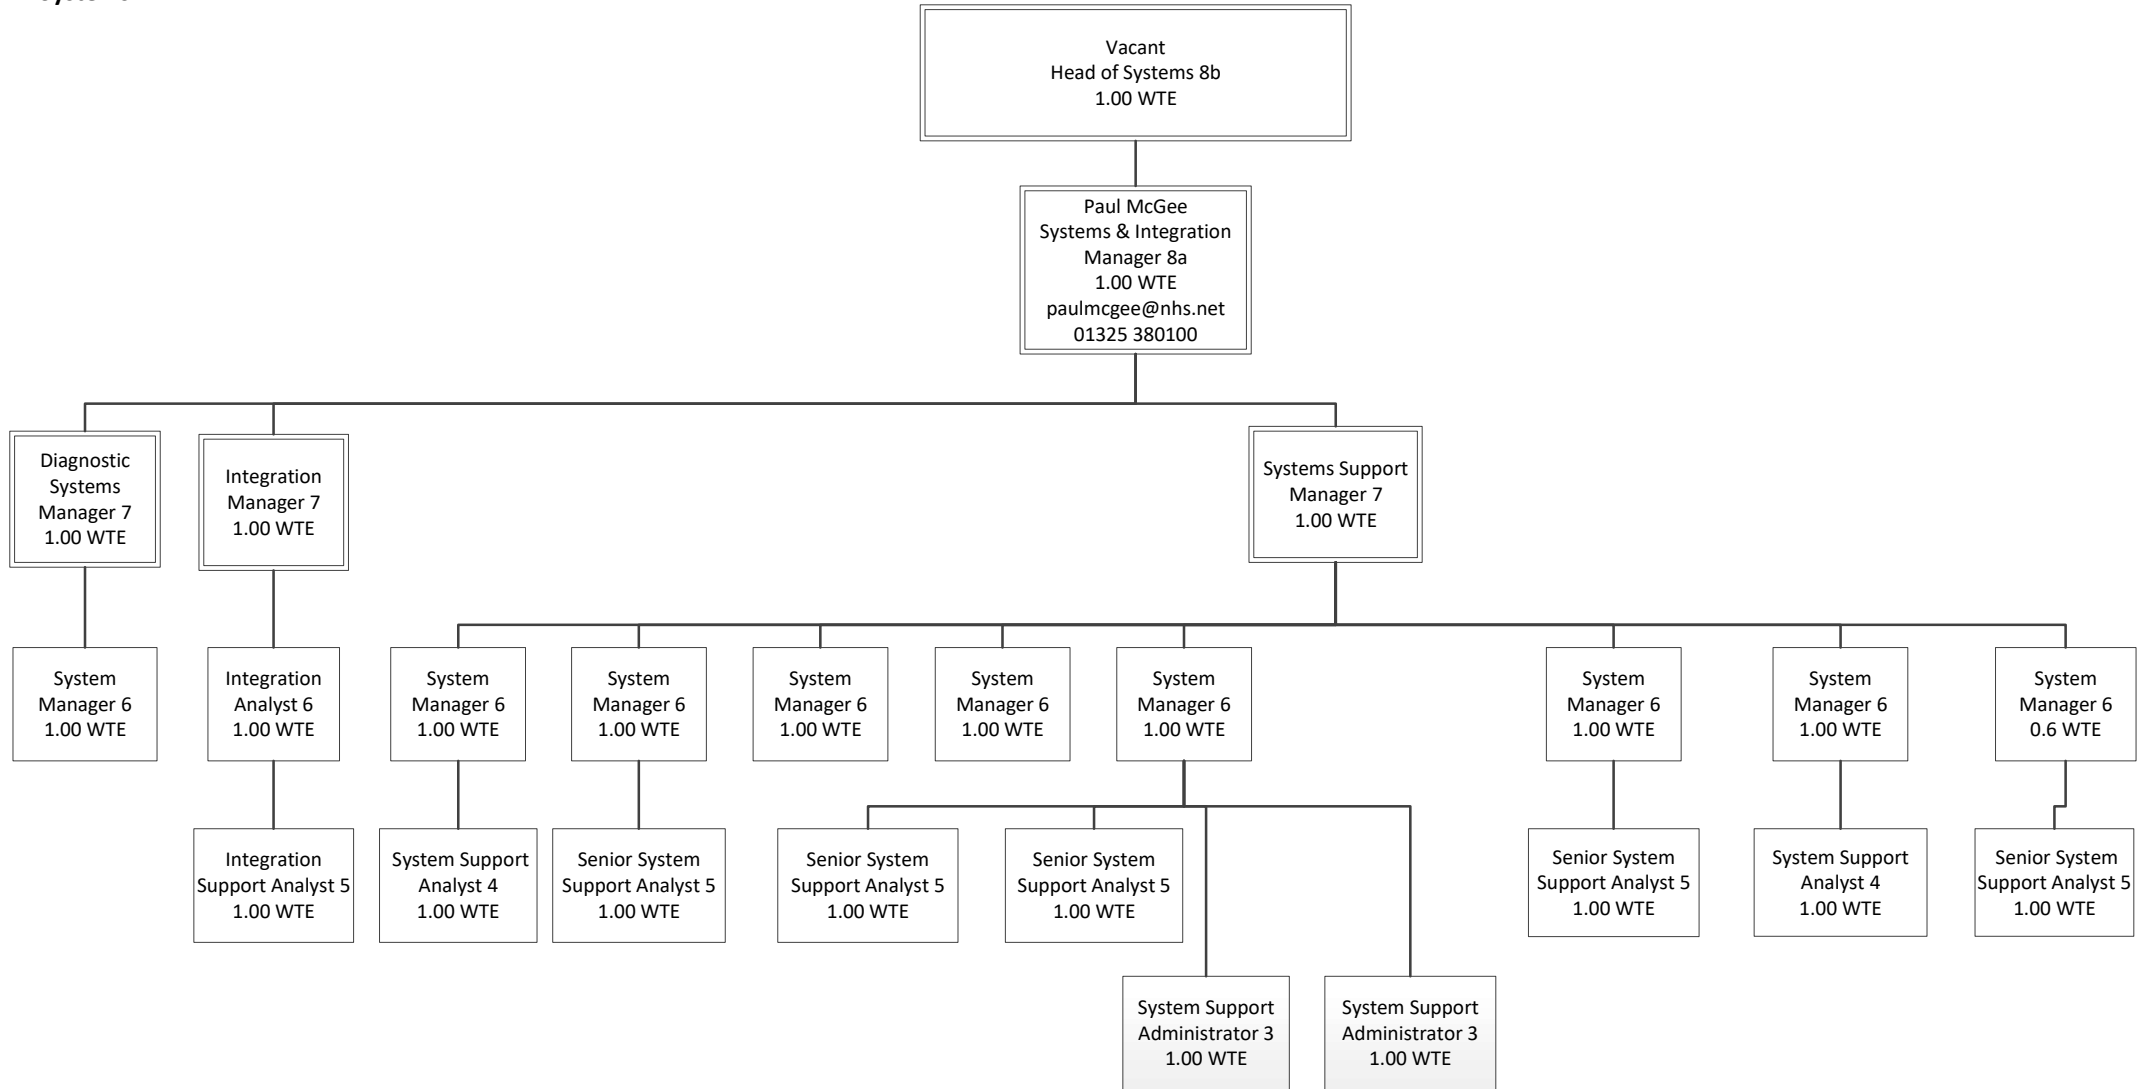 Vacant
Head of Systems 8b
1.00 WTE
Paul McGee
Systems & Integration
Manager 8a
1.00 WTE
paulmcgee@nhs.net
01325 380100
Diagnostic
Systems
Manager 7
1.00 WTE
Integration
Manager 7
1.00 WTE
Systems Support
Manager 7
1.00 WTE
System
Manager 6
1.00 WTE
Integration
Analyst 6
1.00 WTE
System
Manager 6
1.00 WTE
System
Manager 6
1.00 WTE
System
Manager 6
1.00 WTE
System
Manager 6
1.00 WTE
System
Manager 6
1.00 WTE
System
Manager 6
1.00 WTE
System
Manager 6
1.00 WTE
System
Manager 6
0.6 WTE
Integration
Support Analyst 5
1.00 WTE
System Support
Analyst 4
1.00 WTE
Senior System
Support Analyst 5
1.00 WTE
Senior System
Support Analyst 5
1.00 WTE
Senior System
Support Analyst 5
1.00 WTE
Senior System
Support Analyst 5
1.00 WTE
System Support
Analyst 4
1.00 WTE
Senior System
Support Analyst 5
1.00 WTE
System Support
Administrator 3
1.00 WTE
System Support
Administrator 3
1.00 WTE